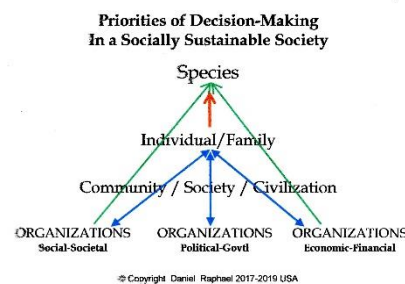 Priorities of Decision-Making
In a Socially Sustainable Society
Species
Individual/Family
Community / Society / Civilization
ORGANIZATIONS ORGANIZATIONS ORGANIZATIONS
Social-Societal Political-Govtl Economic-Financial
© Copyright Daniel Raphael 2017-2019 USA